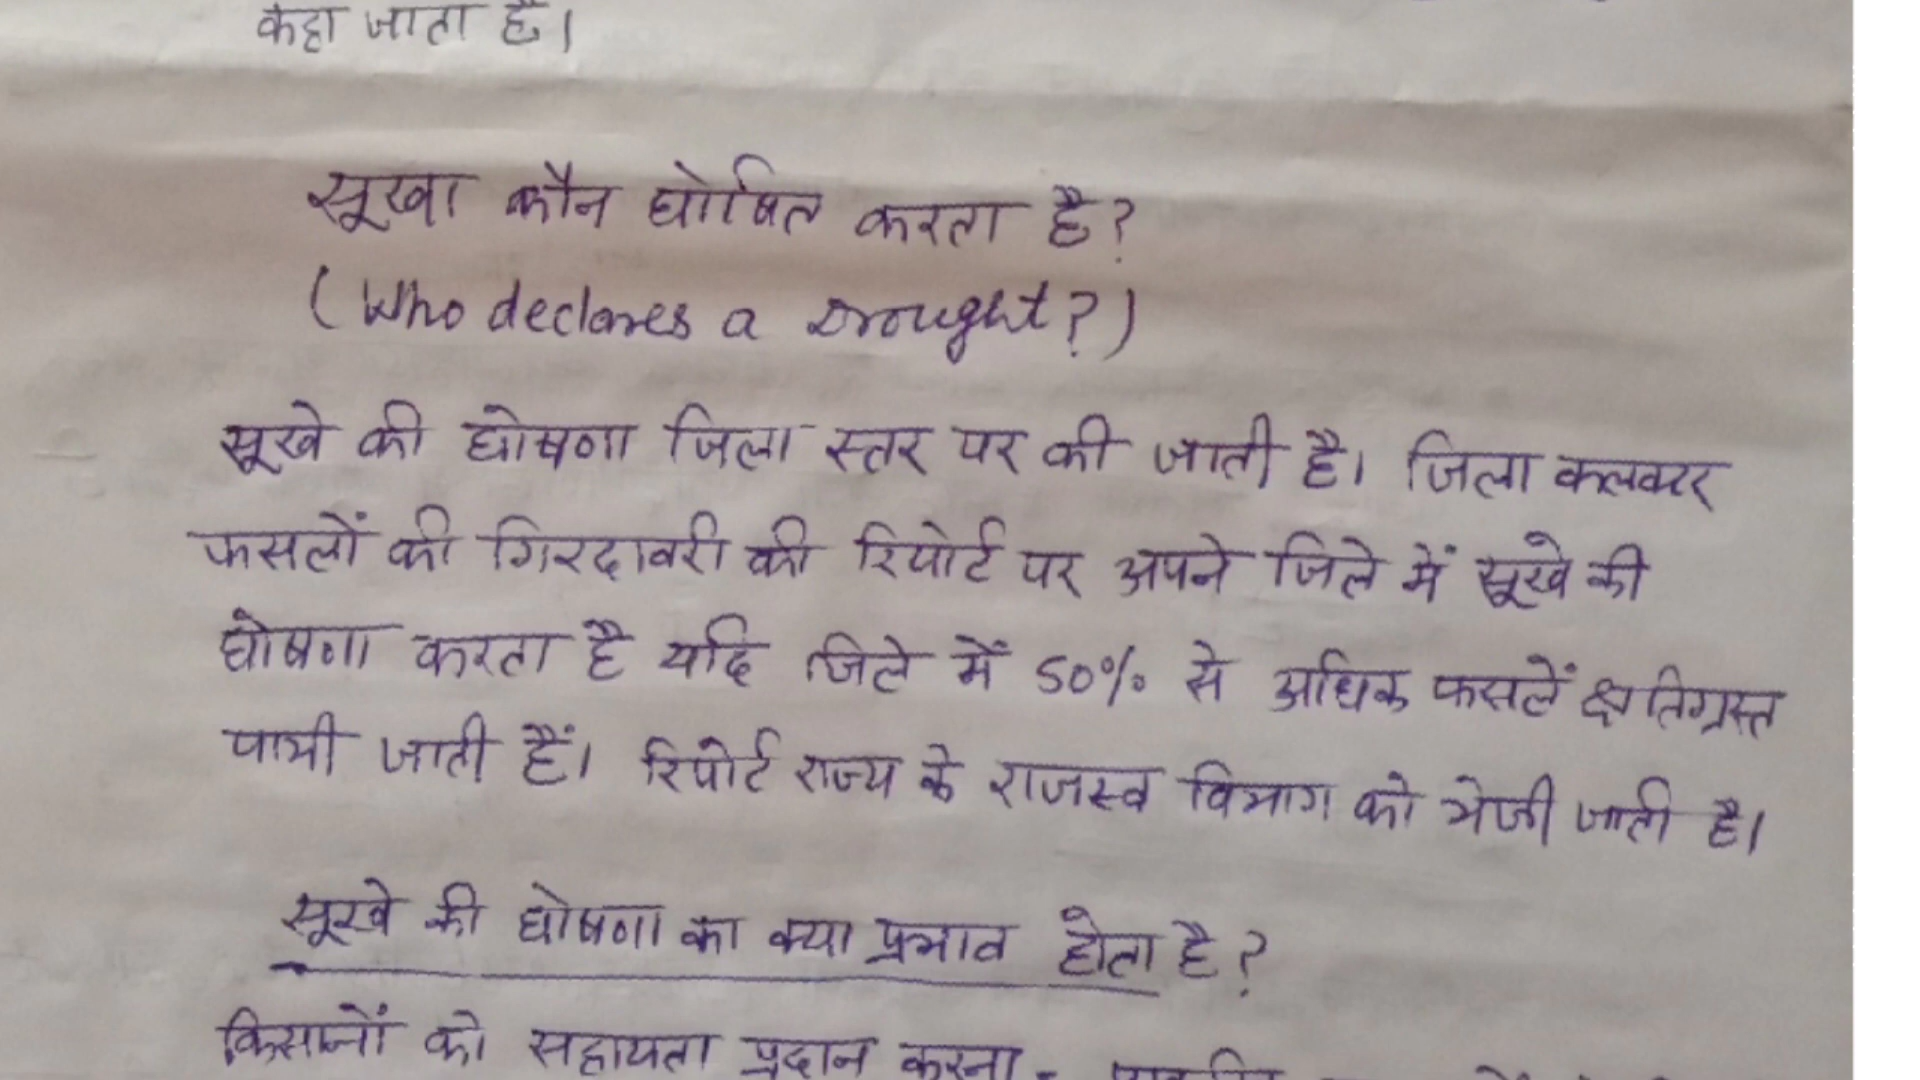 कहा जाता है।
सूखा कौन घोषित करता है?
(Who declares a Drought?)
सूखे की घोषणा जिला स्तर पर की जाती है। जिला कलक्टर
फसलों की गिरदावरी की रिपोर्ट पर अपने जिले में सूखे की
घोषणा करता है यदि जिले में 50% से अधिक फसलें क्षतिग्रस्त
पायी जाती हैं। रिपोर्ट राज्य के राजस्व विभाग को भेजी जाती है।
सूखे की घोषणा का क्या प्रभाव होता है?
किसानों को सहायता प्रदान करना -